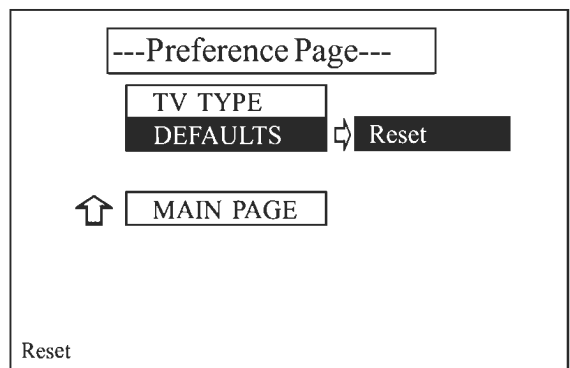 ---Preference Page---
TV TYPE
DEFAULTS
Reset
MAIN PAGE
Reset